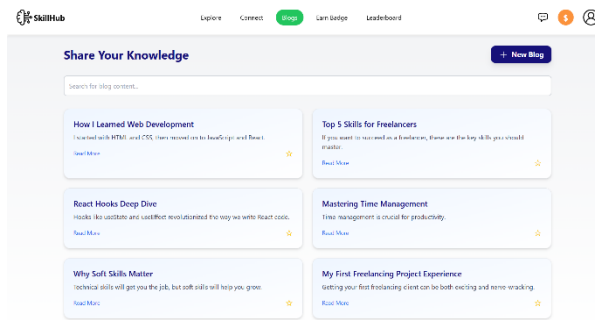 SkillHub
Explore Connect Blogs Earn Badge Leaderboard
$
Share Your Knowledge
+ New Blog
Search for blog content...
How I Learned Web Development
I started with HTML and CSS, then moved on to JavaScript and React.
Read More
Top 5 Skills for Freelancers
If you want to succeed as a freelancer, these are the key skills you should
master.
Read More
React Hooks Deep Dive
Hooks like useState and useEffect revolutionized the way we write React code.
Read More
Mastering Time Management
Time management is crucial for productivity.
Read More
Why Soft Skills Matter
Technical skills will get you the job, but soft skills will help you grow.
Read More
My First Freelancing Project Experience
Getting your first freelancing client can be both exciting and nerve-wracking.
Read More